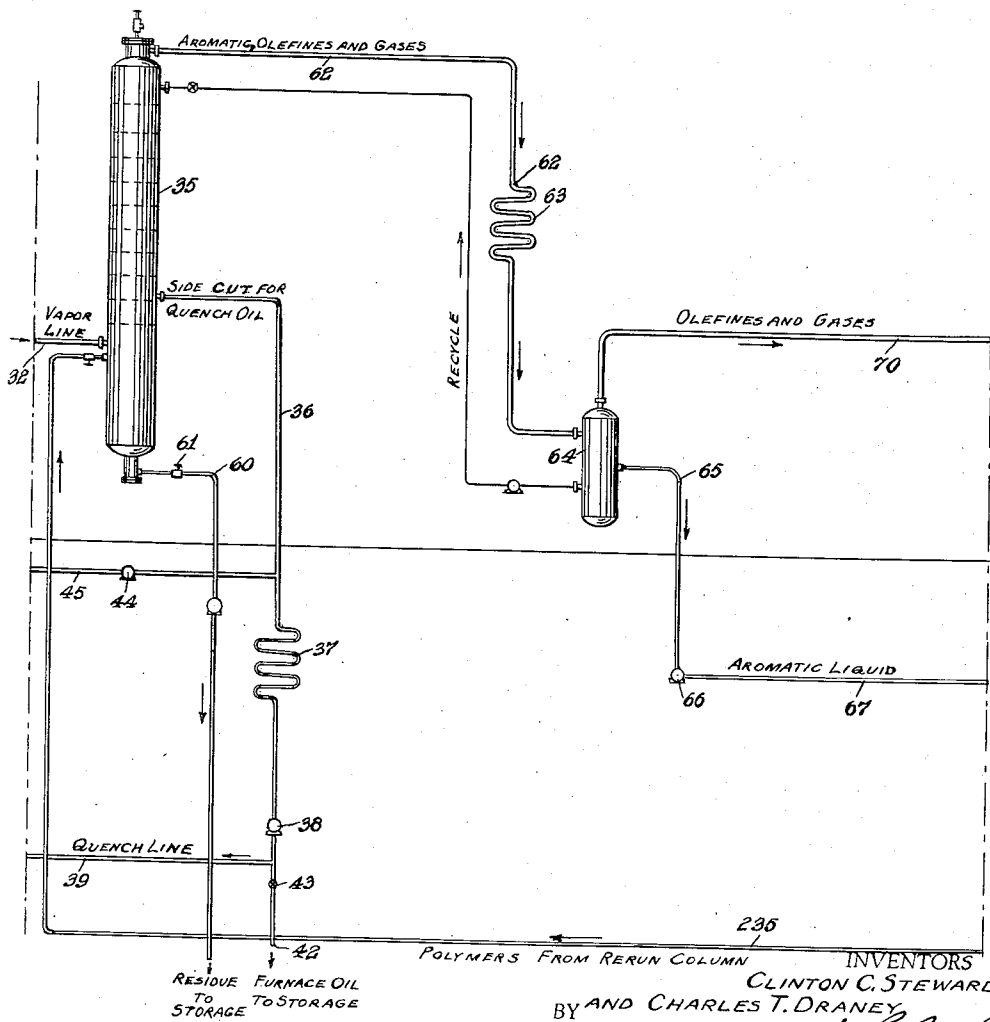 AROMATIC, OLEFINES AND GASES
62
62
63
35
SIDE CUT FOR
QUENCH OIL
VAPOR
LINE
32
RECYCLE
OLEFINES AND GASES
70
36
64
65
61
60
45
44
37
AROMATIC LIQUID
66
67
38
QUENCH LINE
39
43
42
235
POLYMERS FROM RERUN COLUMN
RESIDUE
TO
STORAGE
FURNACE OIL
TO STORAGE
INVENTORS
CLINTON C. STEWARD
BY AND CHARLES T. DRANEY